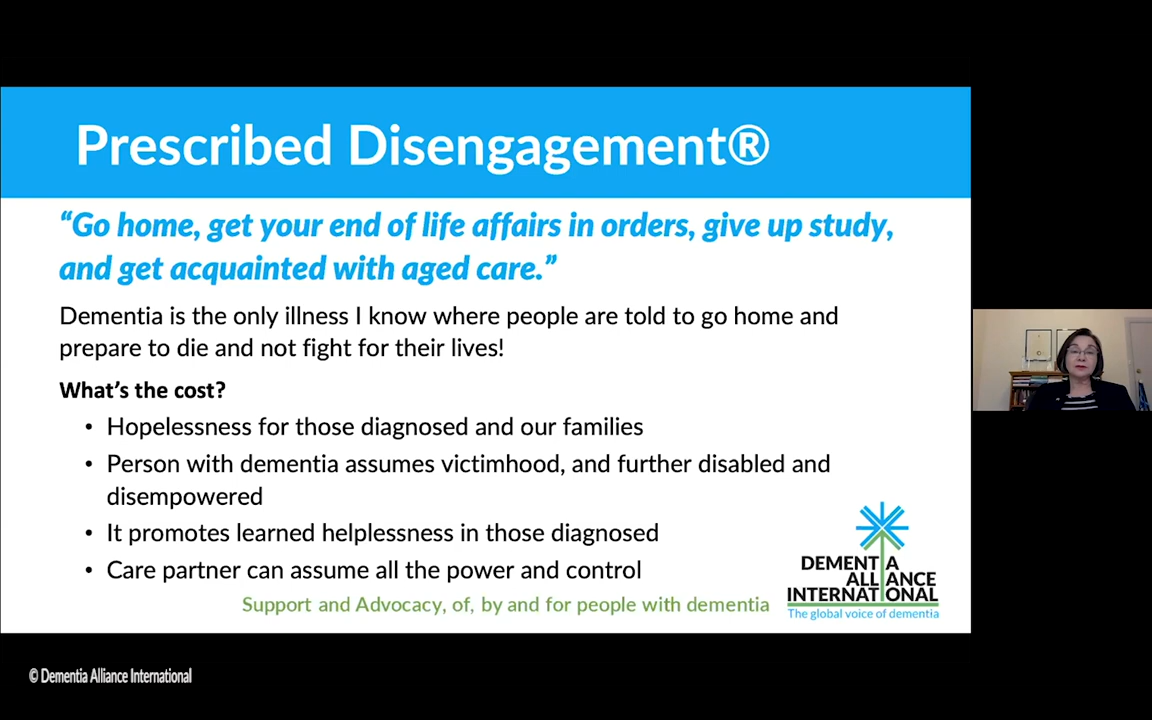 Prescribed Disengagement®
“Go home, get your end of life affairs in orders, give up study,
and get acquainted with aged care.”
Dementia is the only illness I know where people are told to go home and
prepare to die and not fight for their lives!
What’s the cost?
• Hopelessness for those diagnosed and our families
• Person with dementia assumes victimhood, and further disabled and
disempowered
• It promotes learned helplessness in those diagnosed
• Care partner can assume all the power and control
Support and Advocacy, of, by and for people with dementia
DEMENTIA
ALLIANCE
INTERNATIONAL
The global voice of dementia
© Dementia Alliance International